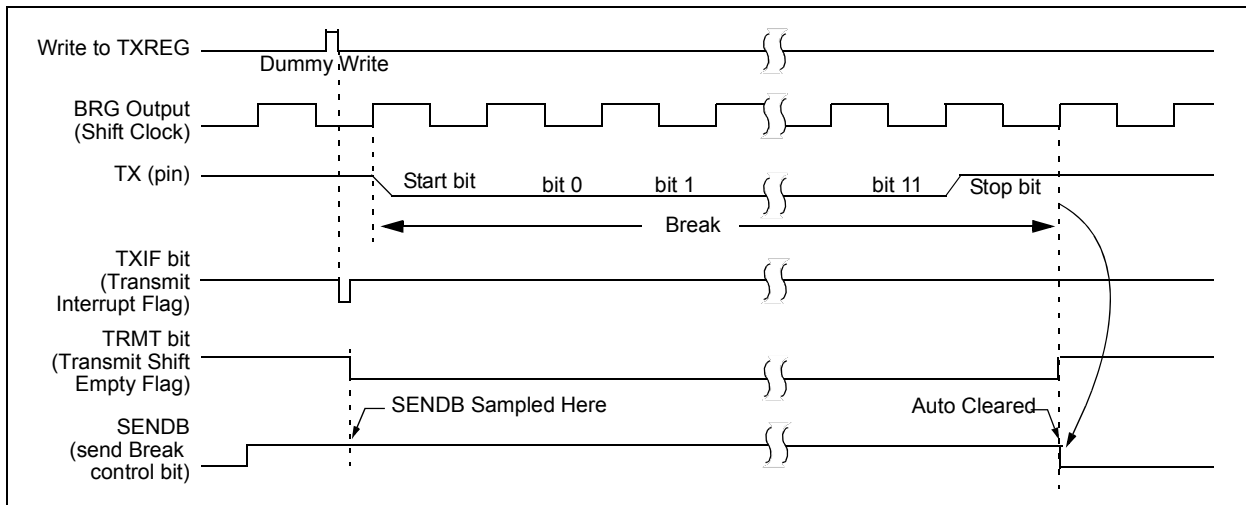 Write to TXREG
Dummy Write
BRG Output
(Shift Clock)
TX (pin)
Start bit
bit 0
bit 1
bit 11
Stop bit
Break
TXIF bit
(Transmit
Interrupt Flag)
TRMT bit
(Transmit Shift
Empty Flag)
SENDB Sampled Here
Auto Cleared
SENDB
(send Break
control bit)